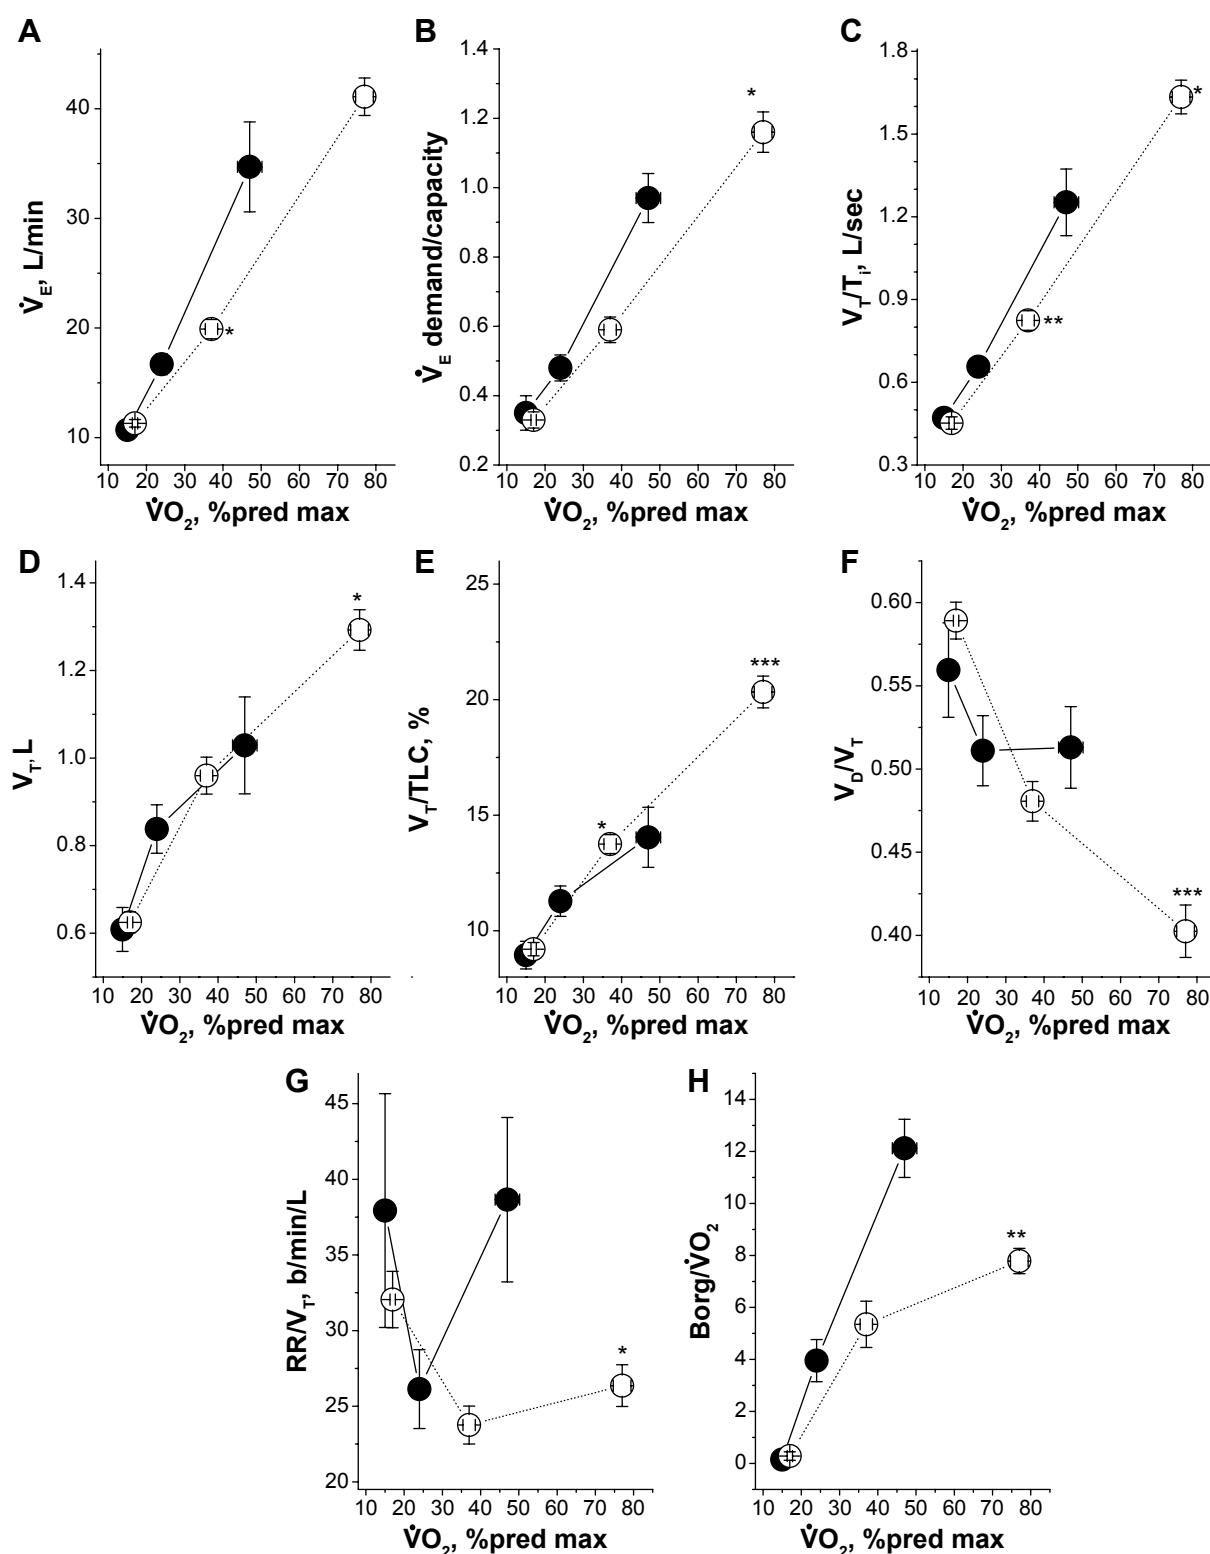 A
V̇E, L/min
40
30
20
10
*
10 20 30 40 50 60 70 80
V̇O2, %pred max
B
V̇E demand/capacity
1.4
1.2
1.0
0.8
0.6
0.4
0.2
*
10 20 30 40 50 60 70 80
V̇O2, %pred max
C
VT/Ti, L/sec
1.8
1.5
1.2
0.9
0.6
0.3
*
**
10 20 30 40 50 60 70 80
V̇O2, %pred max
D
VT, L
1.4
1.2
1.0
0.8
0.6
*
10 20 30 40 50 60 70 80
V̇O2, %pred max
E
VT/TLC, %
25
20
15
10
***
*
10 20 30 40 50 60 70 80
V̇O2, %pred max
F
VD/VT
0.60
0.55
0.50
0.45
0.40
***
10 20 30 40 50 60 70 80
V̇O2, %pred max
G
RR/VT, b/min/L
45
40
35
30
25
20
*
10 20 30 40 50 60 70 80
V̇O2, %pred max
H
Borg/V̇O2
14
12
10
8
6
4
2
0
**
10 20 30 40 50 60 70 80
V̇O2, %pred max